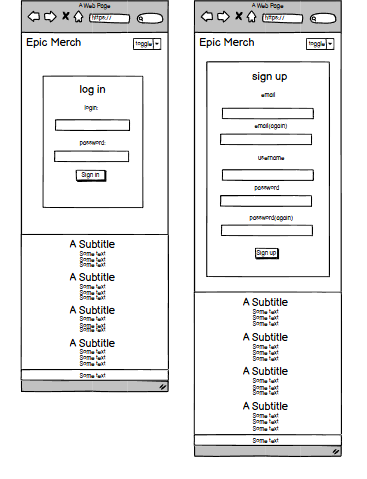 A Web Page
https://
Epic Merch
toggle
log in
login:
password:
Sign in
A Subtitle
Some text
Some text
Some text
A Subtitle
Some text
Some text
Some text
A Subtitle
Some text
Some text
Some text
A Subtitle
Some text
Some text
Some text
Some text
A Web Page
https://
Epic Merch
toggle
sign up
email
email(again)
username
password
password(again)
Sign up
A Subtitle
Some text
Some text
Some text
A Subtitle
Some text
Some text
Some text
A Subtitle
Some text
Some text
Some text
A Subtitle
Some text
Some text
Some text
Some text